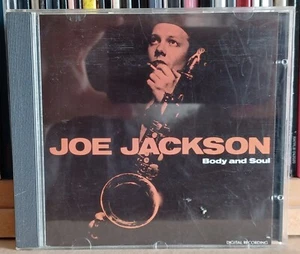 JOE JACKSON
Body and Soul
DIGITAL RECORDING